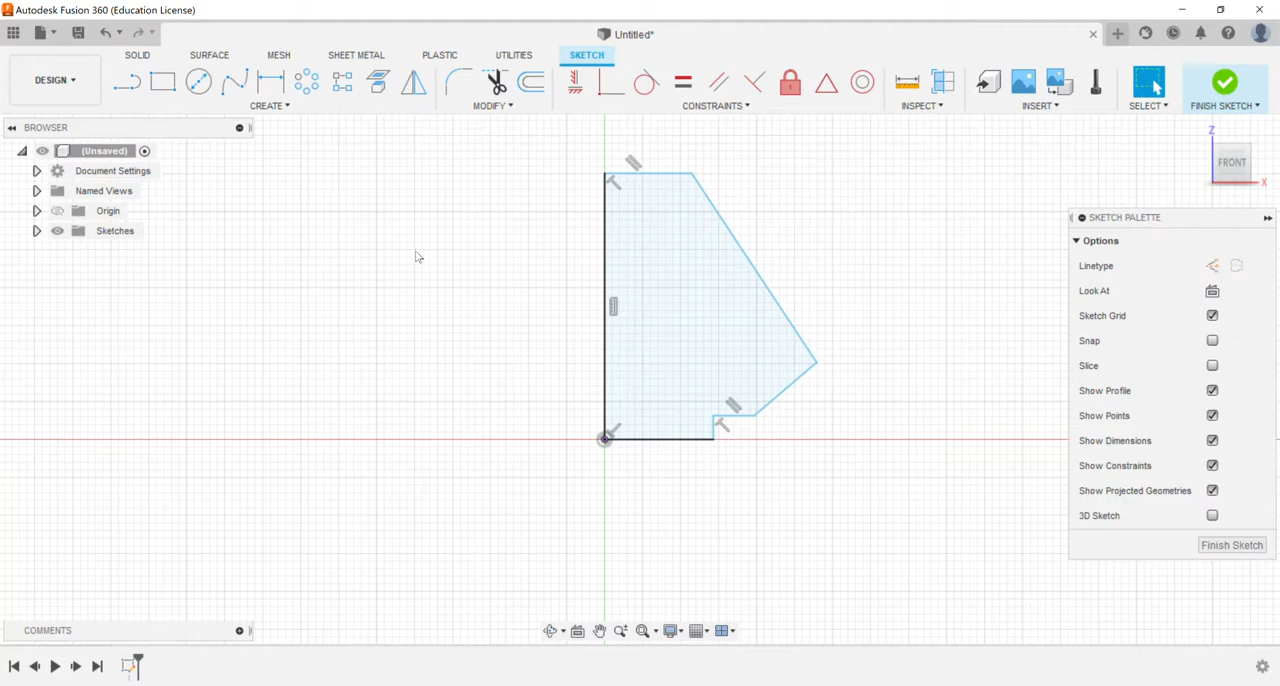 Autodesk Fusion 360 (Education License)
Untitled*
SOLID SURFACE MESH SHEET METAL PLASTIC UTILITIES SKETCH
DESIGN
CREATE MODIFY CONSTRAINTS INSPECT INSERT SELECT FINISH SKETCH
BROWSER
(Unsaved)
Document Settings
Named Views
Origin
Sketches
Z
FRONT
X
SKETCH PALETTE
Options
Linetype
Look At
Sketch Grid
Snap
Slice
Show Profile
Show Points
Show Dimensions
Show Constraints
Show Projected Geometries
3D Sketch
Finish Sketch
COMMENTS